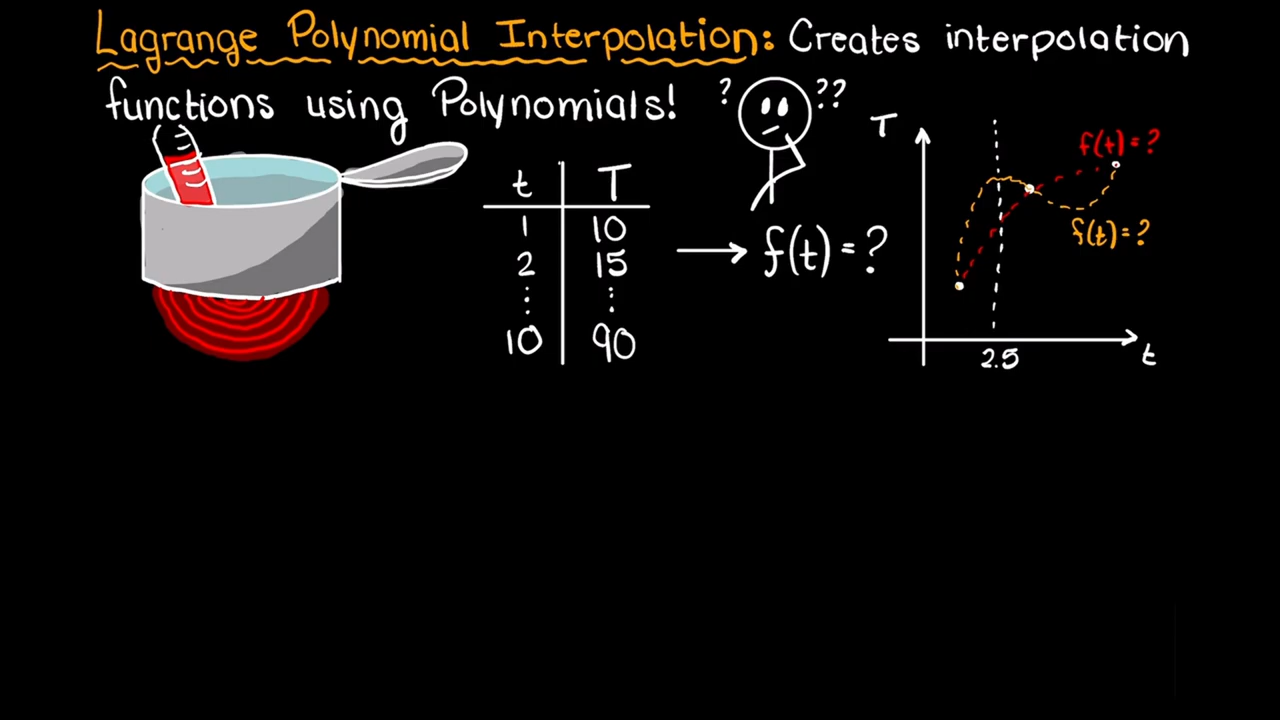 Lagrange Polynomial Interpolation: Creates interpolation
functions using Polynomials!
? ??
t T
1 10
2 15
⋮ ⋮
10 90
f(t) = ?
T
f(t) = ?
f(t) = ?
2.5 t